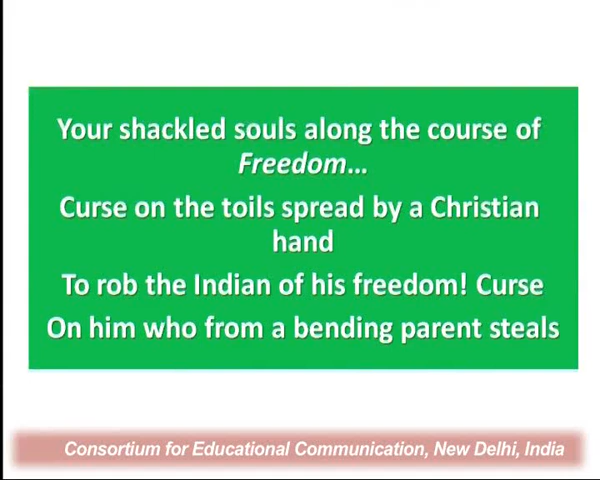 Your shackled souls along the course of
Freedom...
Curse on the toils spread by a Christian
hand
To rob the Indian of his freedom! Curse
On him who from a bending parent steals
Consortium for Educational Communication, New Delhi, India